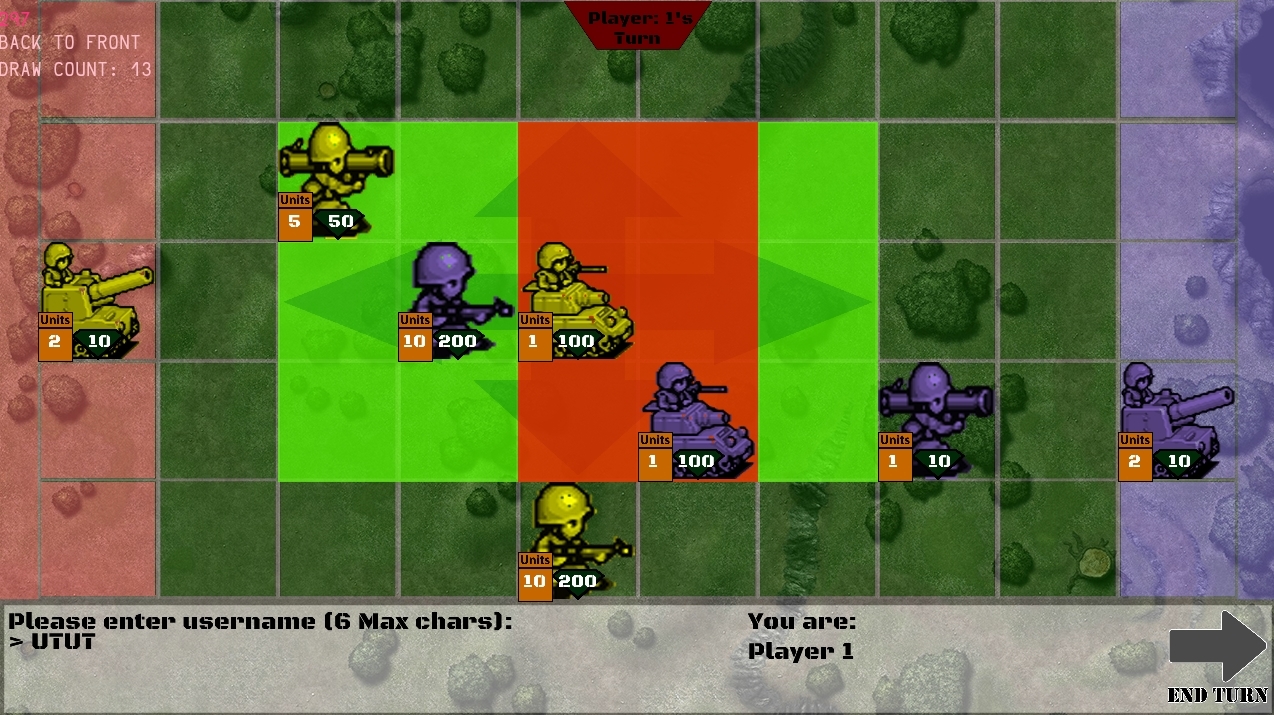 BACK TO FRONT
DRAW COUNT: 13
Player: 1's
Turn
Units
5 50
Units
2 10
Units
10 200
Units
1 100
Units
1 100
Units
1 10
Units
2 10
Units
10 200
Please enter username (6 Max chars):
> UTUT
You are:
Player 1
END TURN